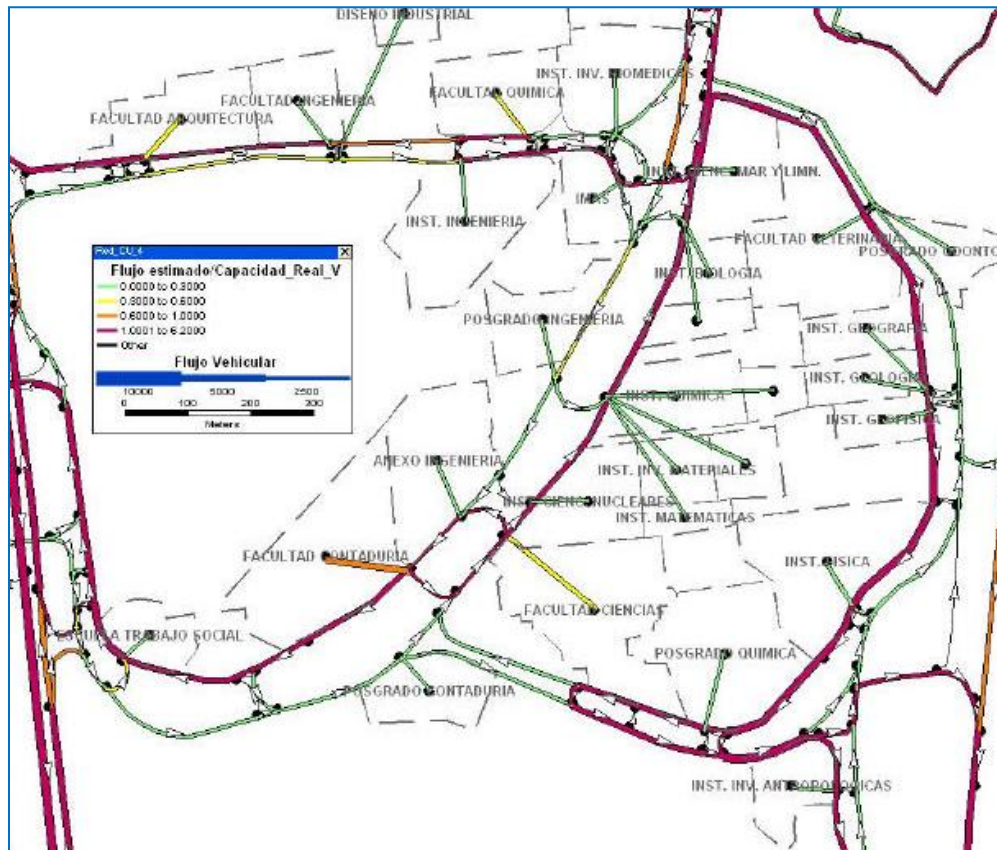 DISENO INDUSTRIAL
INST. INV. BIOMEDICAS
FACULTAD INGENIERIA
FACULTAD QUIMICA
FACULTAD ARQUITECTURA
MAR Y LIMN.
INST. INGENIERIA
FACULTAD VETERINARIA
POSGRADO ODONTO
Red_CU_4
Flujo estimado/Capacidad_Real_V
0.0000 to 0.3000
0.3000 to 0.6000
0.6000 to 1.0000
1.0001 to 6.2000
Other
Flujo Vehicular
10000 5000 2500
0 100 200 300
Meters
INST. BIOLOGIA
POSGRADO INGENIERIA
INST. GEOGRAFIA
INST. GEOLOGIA
INST. QUIMICA
INST. GEOFISICA
ANEXO INGENIERIA
INST. INV. MATERIALES
INST. CIENC. NUCLEARES
INST. MATEMATICAS
FACULTAD CONTADURIA
INST. FISICA
FACULTAD CIENCIAS
ESCUELA TRABAJO SOCIAL
POSGRADO QUIMICA
POSGRADO CONTADURIA
INST. INV. ANTROPOLOGICAS